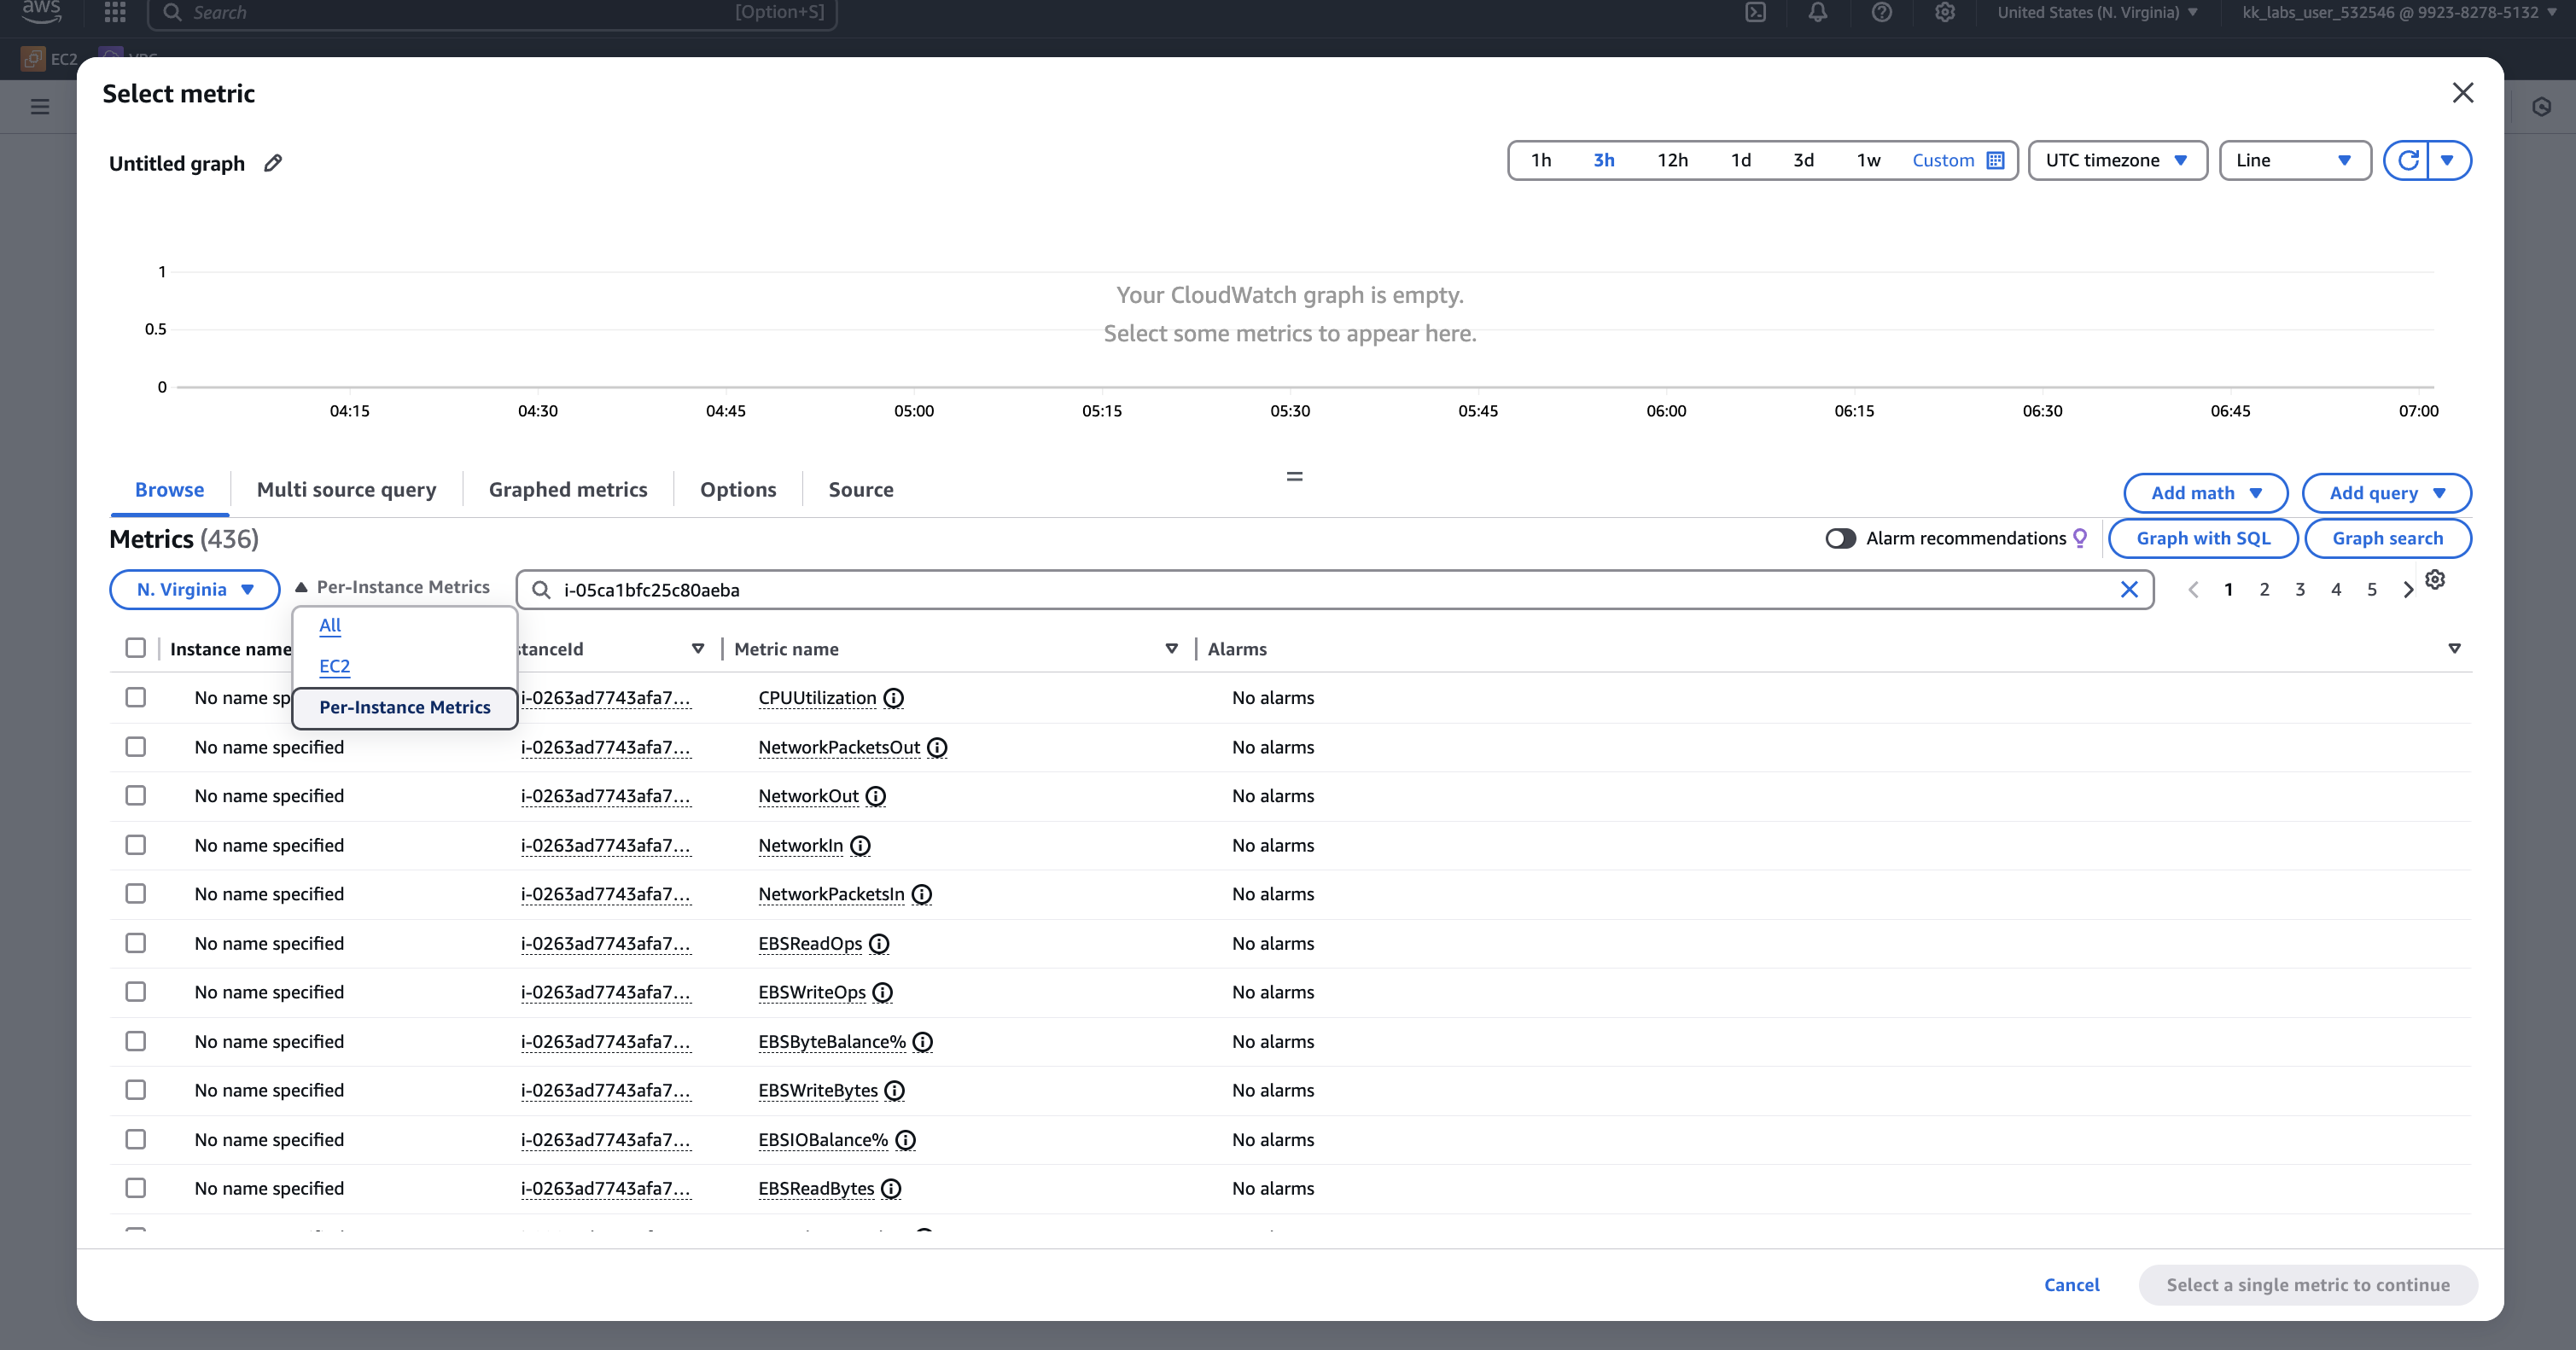 aws
Search [Option+S] United States (N. Virginia) kk_labs_user_532546 @ 9923-8278-5132
EC2 VPC
Select metric
Untitled graph 1h 3h 12h 1d 3d 1w Custom UTC timezone Line
1
Your CloudWatch graph is empty.
0.5
Select some metrics to appear here.
0
04:15 04:30 04:45 05:00 05:15 05:30 05:45 06:00 06:15 06:30 06:45 07:00
Browse Multi source query Graphed metrics Options Source Add math Add query
Metrics (436) Alarm recommendations Graph with SQL Graph search
N. Virginia Per-Instance Metrics i-05ca1bfc25c80aeba 1 2 3 4 5
All
EC2
Per-Instance Metrics
Instance name stanceId Metric name Alarms
No name sp i-0263ad7743afa7... CPUUtilization No alarms
No name specified i-0263ad7743afa7... NetworkPacketsOut No alarms
No name specified i-0263ad7743afa7... NetworkOut No alarms
No name specified i-0263ad7743afa7... NetworkIn No alarms
No name specified i-0263ad7743afa7... NetworkPacketsIn No alarms
No name specified i-0263ad7743afa7... EBSReadOps No alarms
No name specified i-0263ad7743afa7... EBSWriteOps No alarms
No name specified i-0263ad7743afa7... EBSByteBalance% No alarms
No name specified i-0263ad7743afa7... EBSWriteBytes No alarms
No name specified i-0263ad7743afa7... EBSIOBalance% No alarms
No name specified i-0263ad7743afa7... EBSReadBytes No alarms
Cancel Select a single metric to continue